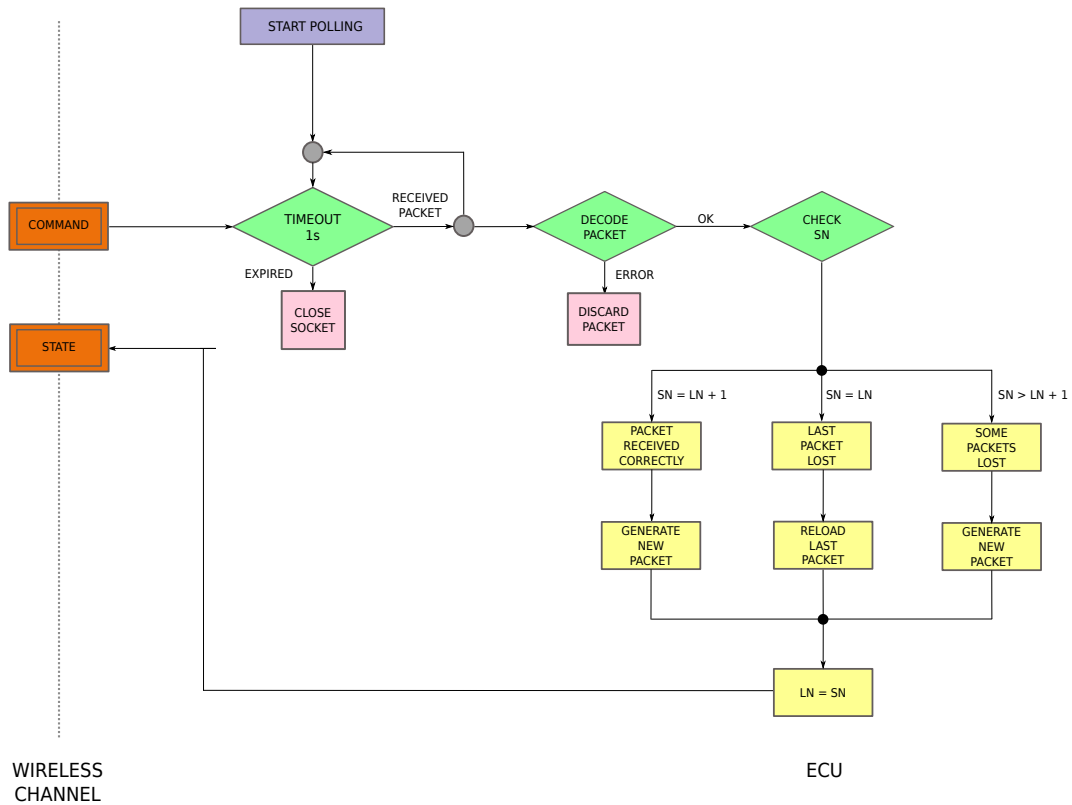 START POLLING
RECEIVED
PACKET
COMMAND
TIMEOUT
1s
DECODE
PACKET
OK
CHECK
SN
EXPIRED
ERROR
CLOSE
SOCKET
DISCARD
PACKET
STATE
SN = LN + 1
SN = LN
SN > LN + 1
PACKET
RECEIVED
CORRECTLY
LAST
PACKET
LOST
SOME
PACKETS
LOST
GENERATE
NEW
PACKET
RELOAD
LAST
PACKET
GENERATE
NEW
PACKET
LN = SN
WIRELESS
CHANNEL
ECU